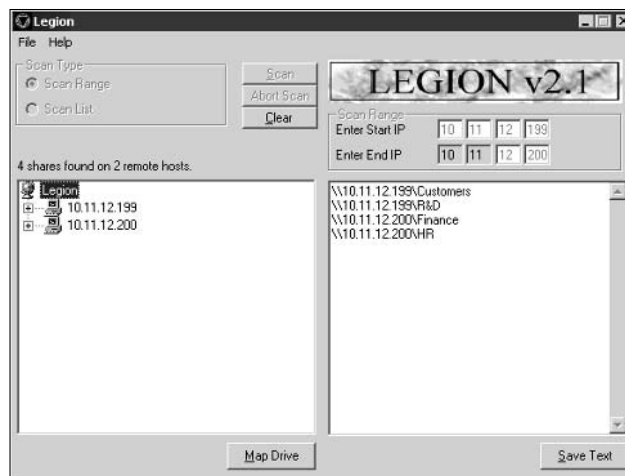 Legion
File Help
Scan Type
Scan Range
Scan List
Scan
Abort Scan
Clear
LEGION v2.1
Scan Range
Enter Start IP 10 11 12 199
Enter End IP 10 11 12 200
4 shares found on 2 remote hosts.
Legion
10.11.12.199
10.11.12.200
\\10.11.12.199\Customers
\\10.11.12.199\R&D
\\10.11.12.200\Finance
\\10.11.12.200\HR
Map Drive
Save Text